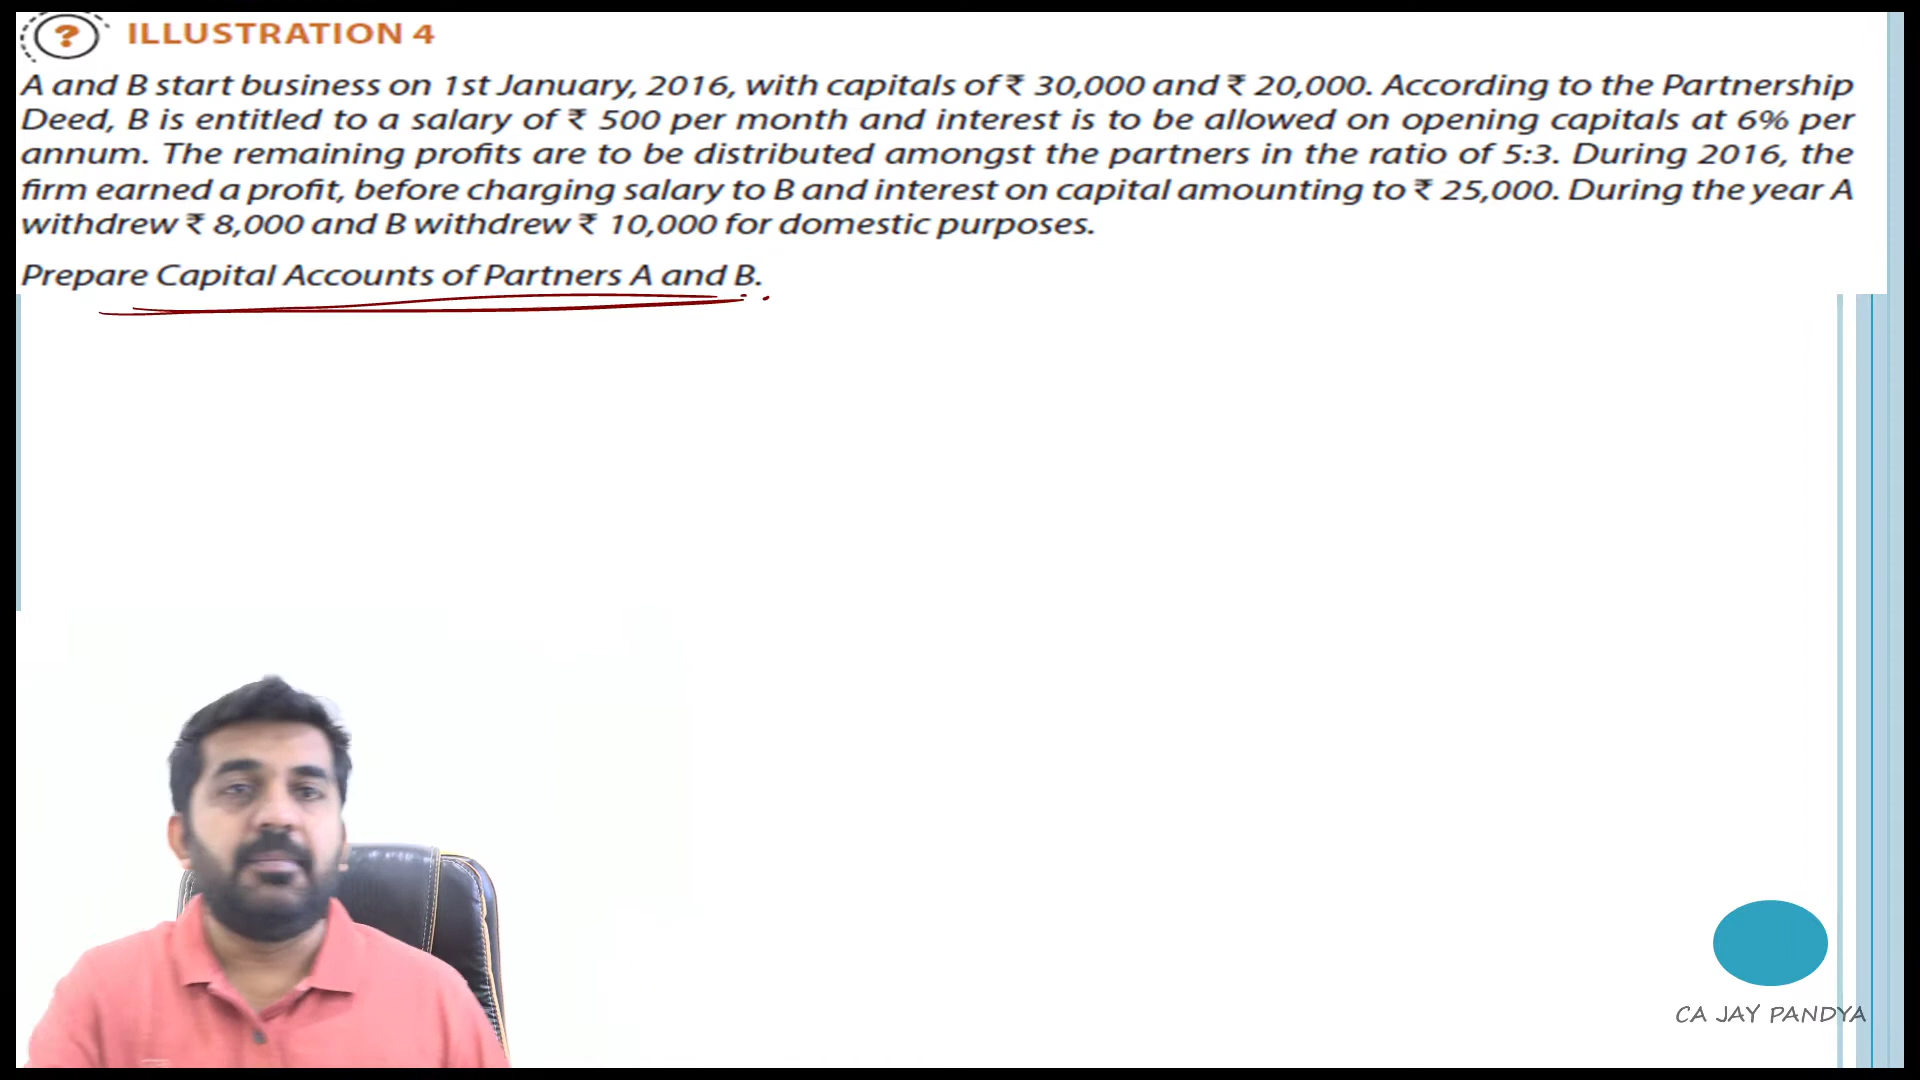 ?
ILLUSTRATION 4
A and B start business on 1st January, 2016, with capitals of ₹ 30,000 and ₹ 20,000. According to the Partnership
Deed, B is entitled to a salary of ₹ 500 per month and interest is to be allowed on opening capitals at 6% per
annum. The remaining profits are to be distributed amongst the partners in the ratio of 5:3. During 2016, the
firm earned a profit, before charging salary to B and interest on capital amounting to ₹ 25,000. During the year A
withdrew ₹ 8,000 and B withdrew ₹ 10,000 for domestic purposes.
Prepare Capital Accounts of Partners A and B.
CA JAY PANDYA